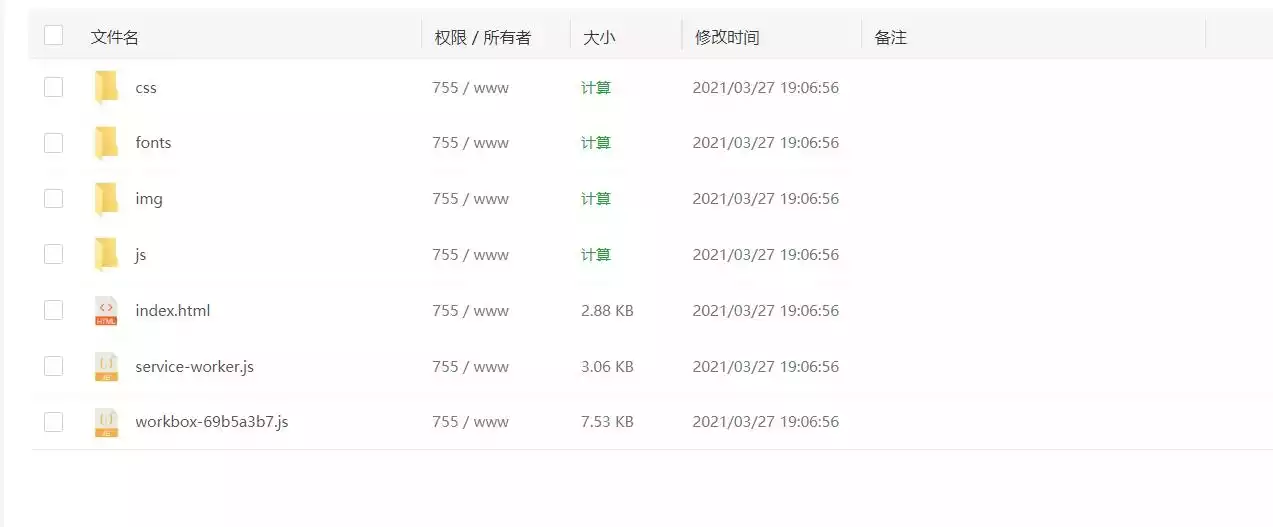 文件名 权限 / 所有者 大小 修改时间 备注
css 755 / www 计算 2021/03/27 19:06:56
fonts 755 / www 计算 2021/03/27 19:06:56
img 755 / www 计算 2021/03/27 19:06:56
js 755 / www 计算 2021/03/27 19:06:56
index.html 755 / www 2.88 KB 2021/03/27 19:06:56
service-worker.js 755 / www 3.06 KB 2021/03/27 19:06:56
workbox-69b5a3b7.js 755 / www 7.53 KB 2021/03/27 19:06:56